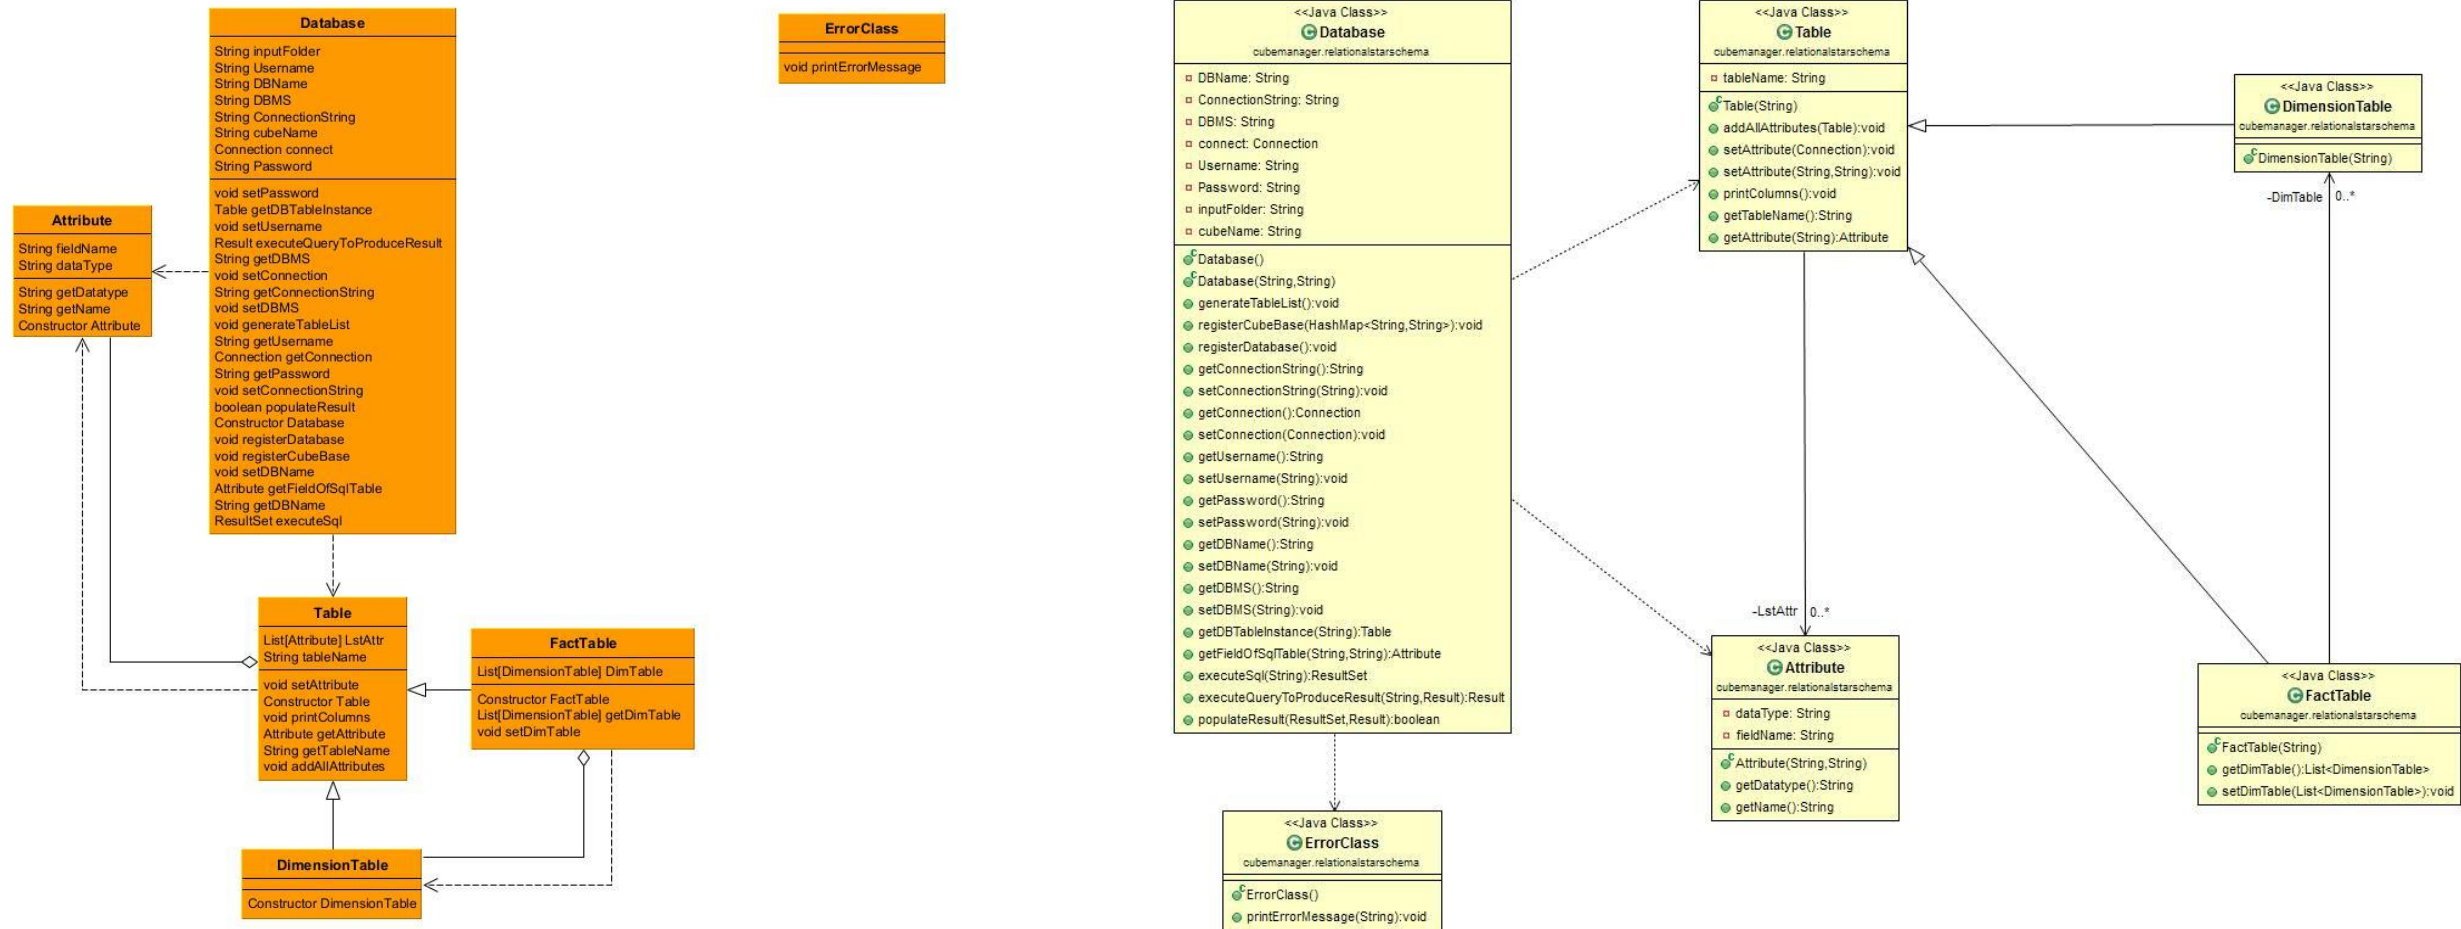 Database
String inputFolder
String Username
String DBName
String DBMS
String ConnectionString
String cubeName
Connection connect
String Password
void setPassword
Table getDBTableInstance
void setUsername
Result executeQueryToProduceResult
String getDBMS
void setConnection
String getConnectionString
void setDBMS
void generateTableList
String getUsername
Connection getConnection
String getPassword
void setConnectionString
boolean populateResult
Constructor Database
void registerDatabase
void registerCubeBase
void setDBName
Attribute getFieldOfSqlTable
String getDBName
ResultSet executeSql
ErrorClass
void printErrorMessage
Attribute
String fieldName
String dataType
String getDatatype
String getName
Constructor Attribute
Table
List[Attribute] LstAttr
String tableName
void setAttribute
Constructor Table
void printColumns
Attribute getAttribute
String getTableName
void addAllAttributes
FactTable
List[DimensionTable] DimTable
Constructor FactTable
List[DimensionTable] getDimTable
void setDimTable
DimensionTable
Constructor DimensionTable
<<Java Class>>
Database
cubemanager.relationalstarschema
DBName: String
ConnectionString: String
DBMS: String
connect: Connection
Username: String
Password: String
inputFolder: String
cubeName: String
Database()
Database(String,String)
generateTableList():void
registerCubeBase(HashMap<String,String>):void
registerDatabase():void
getConnectionString():String
setConnectionString(String):void
getConnection():Connection
setConnection(Connection):void
getUsername():String
setUsername(String):void
getPassword():String
setPassword(String):void
getDBName():String
setDBName(String):void
getDBMS():String
setDBMS(String):void
getDBTableInstance(String):Table
getFieldOfSqlTable(String,String):Attribute
executeSql(String):ResultSet
executeQueryToProduceResult(String,Result):Result
populateResult(ResultSet,Result):boolean
<<Java Class>>
Table
cubemanager.relationalstarschema
tableName: String
Table(String)
addAllAttributes(Table):void
setAttribute(Connection):void
setAttribute(String,String):void
printColumns():void
getTableName():String
getAttribute(String):Attribute
<<Java Class>>
DimensionTable
cubemanager.relationalstarschema
DimensionTable(String)
-DimTable 0..*
-LstAttr 0..*
<<Java Class>>
Attribute
cubemanager.relationalstarschema
dataType: String
fieldName: String
Attribute(String,String)
getDatatype():String
getName():String
<<Java Class>>
FactTable
cubemanager.relationalstarschema
FactTable(String)
getDimTable():List<DimensionTable>
setDimTable(List<DimensionTable>):void
<<Java Class>>
ErrorClass
cubemanager.relationalstarschema
ErrorClass()
printErrorMessage(String):void